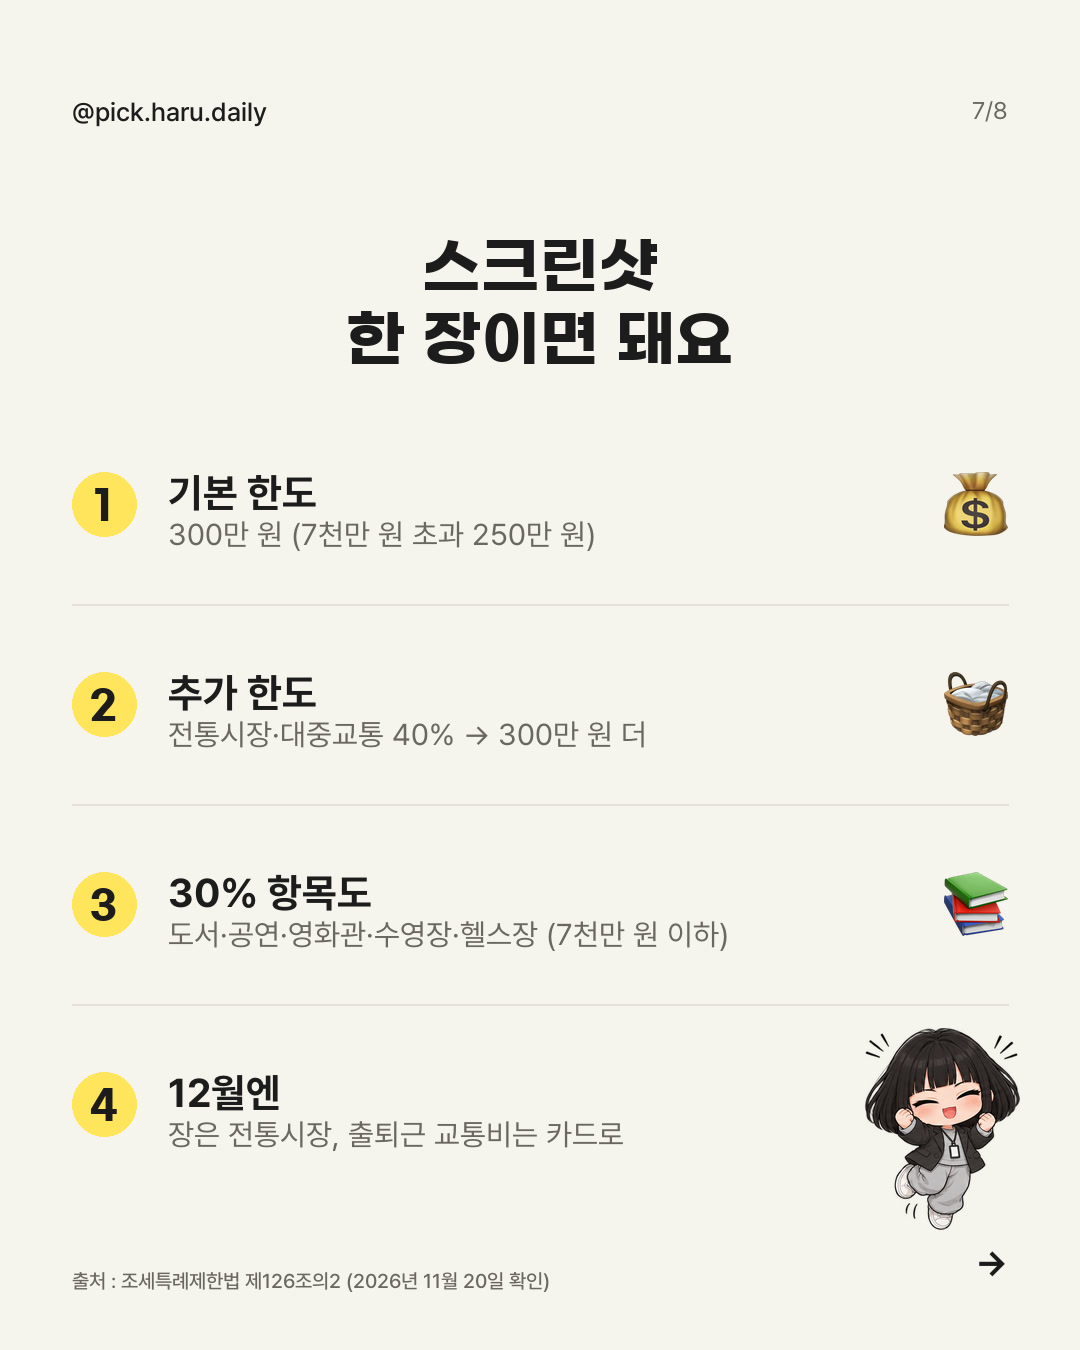 @pick.haru.daily
7/8
스크린샷
한 장이면 돼요
1
기본 한도
300만 원 (7천만 원 초과 250만 원)
2
추가 한도
전통시장·대중교통 40% → 300만 원 더
3
30% 항목도
도서·공연·영화관·수영장·헬스장 (7천만 원 이하)
4
12월엔
장은 전통시장, 출퇴근 교통비는 카드로
출처 : 조세특례제한법 제126조의2 (2026년 11월 20일 확인)
→